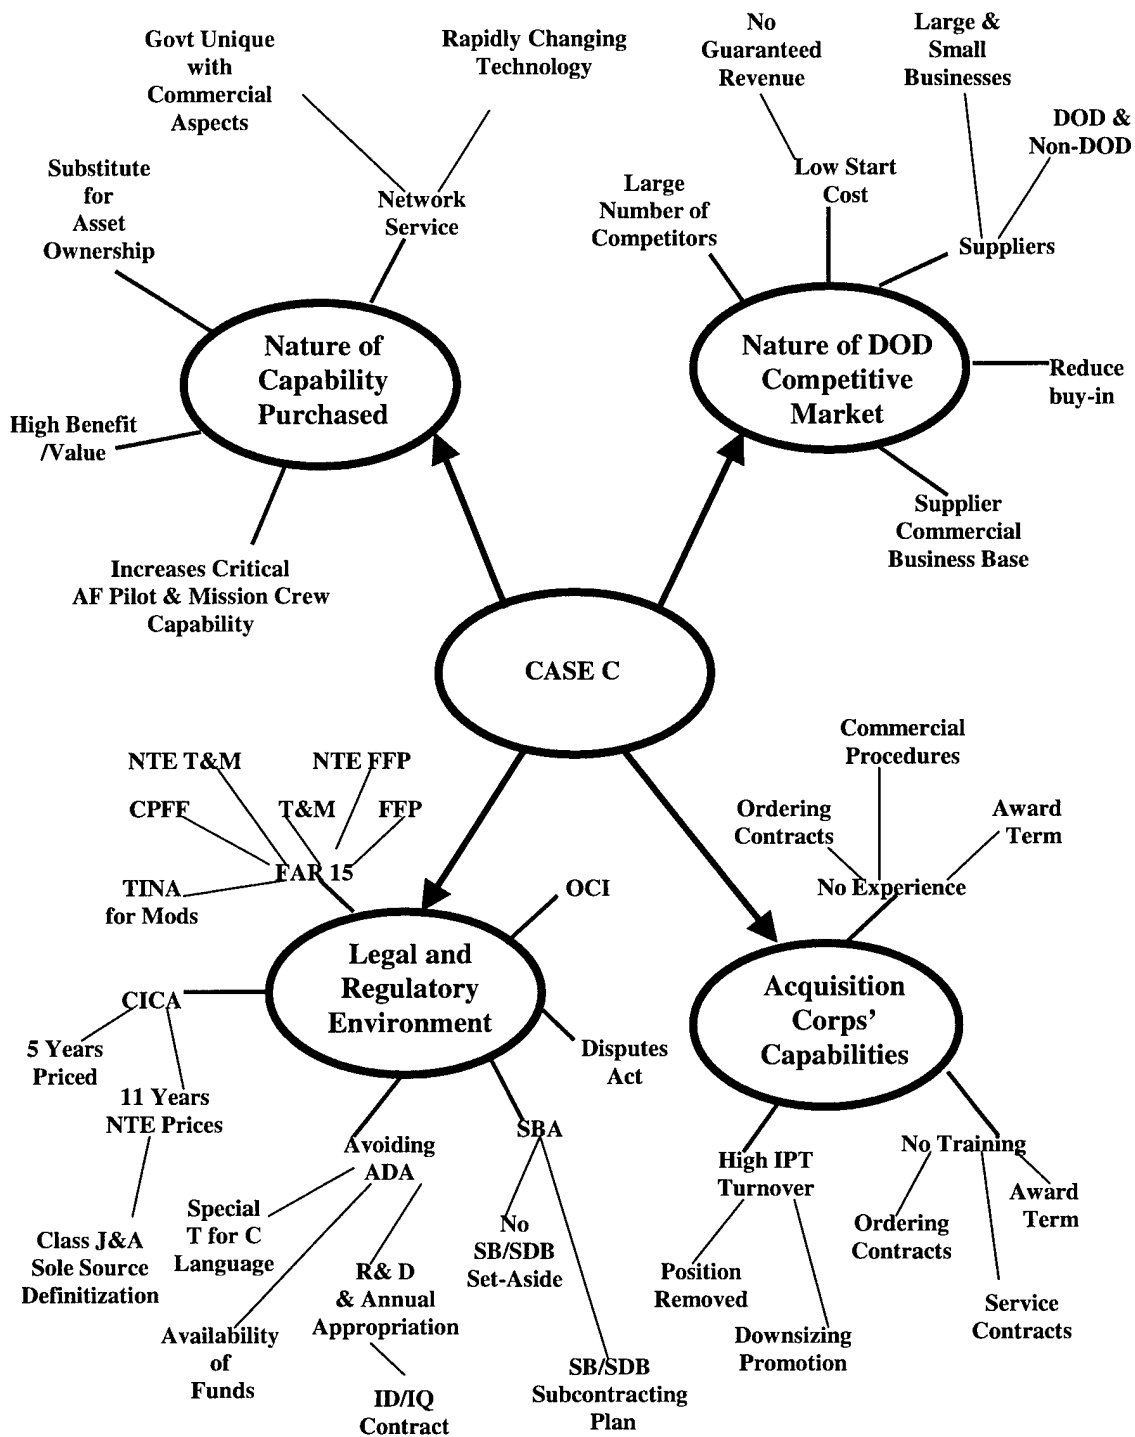 Govt Unique
with
Commercial
Aspects
Rapidly Changing
Technology
No
Guaranteed
Revenue
Large &
Small
Businesses
DOD &
Non-DOD
Substitute
for
Asset
Ownership
Network
Service
Large
Number of
Competitors
Low Start
Cost
Suppliers
Nature of
Capability
Purchased
Nature of DOD
Competitive
Market
Reduce
buy-in
High Benefit
/Value
Supplier
Commercial
Business Base
Increases Critical
AF Pilot & Mission Crew
Capability
CASE C
NTE T&M
NTE FFP
CPFF
T&M
FFP
FAR 15
TINA
for Mods
Commercial
Procedures
Ordering
Contracts
Award
Term
No Experience
OCI
Legal and
Regulatory
Environment
Acquisition
Corps'
Capabilities
CICA
5 Years
Priced
11 Years
NTE Prices
Disputes
Act
Class J&A
Sole Source
Definitization
Avoiding
ADA
Special
T for C
Language
Availability
of
Funds
R& D
& Annual
Appropriation
ID/IQ
Contract
SBA
No
SB/SDB
Set-Aside
SB/SDB
Subcontracting
Plan
High IPT
Turnover
Position
Removed
Downsizing
Promotion
No Training
Ordering
Contracts
Award
Term
Service
Contracts